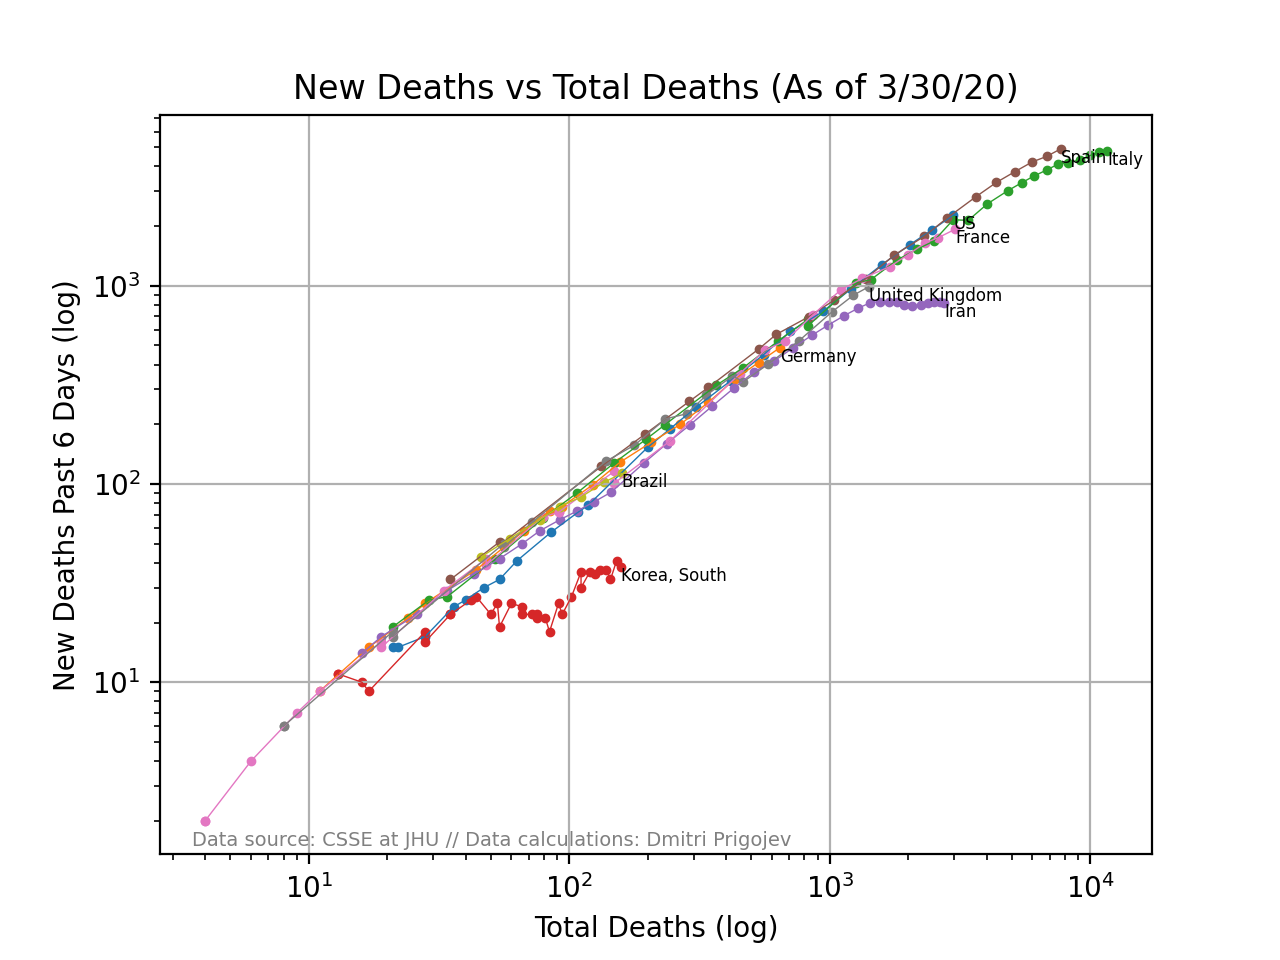 New Deaths vs Total Deaths (As of 3/30/20)
New Deaths Past 6 Days (log)
10³
10²
10¹
Spain
Italy
US
France
United Kingdom
Iran
Germany
Brazil
Korea, South
Data source: CSSE at JHU // Data calculations: Dmitri Prigojev
10¹ 10² 10³ 10⁴
Total Deaths (log)